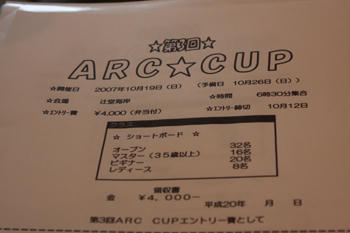 ☆第3回☆
ARC☆CUP
☆開催日 2007年10月19日（日） （予備日 10月26日（日））
☆会場 辻堂海岸 ☆時間 6時30分集合
☆エントリー費 ¥4,000（弁当付） ☆エントリー締切 10月12日
クラス
☆ ショートボード ☆
オープン 32名
マスター（35歳以上） 16名
ビギナー 20名
レディース 8名
領収書
金 ¥4,000－
平成20年 月 日
第3回ARC CUPエントリー費として